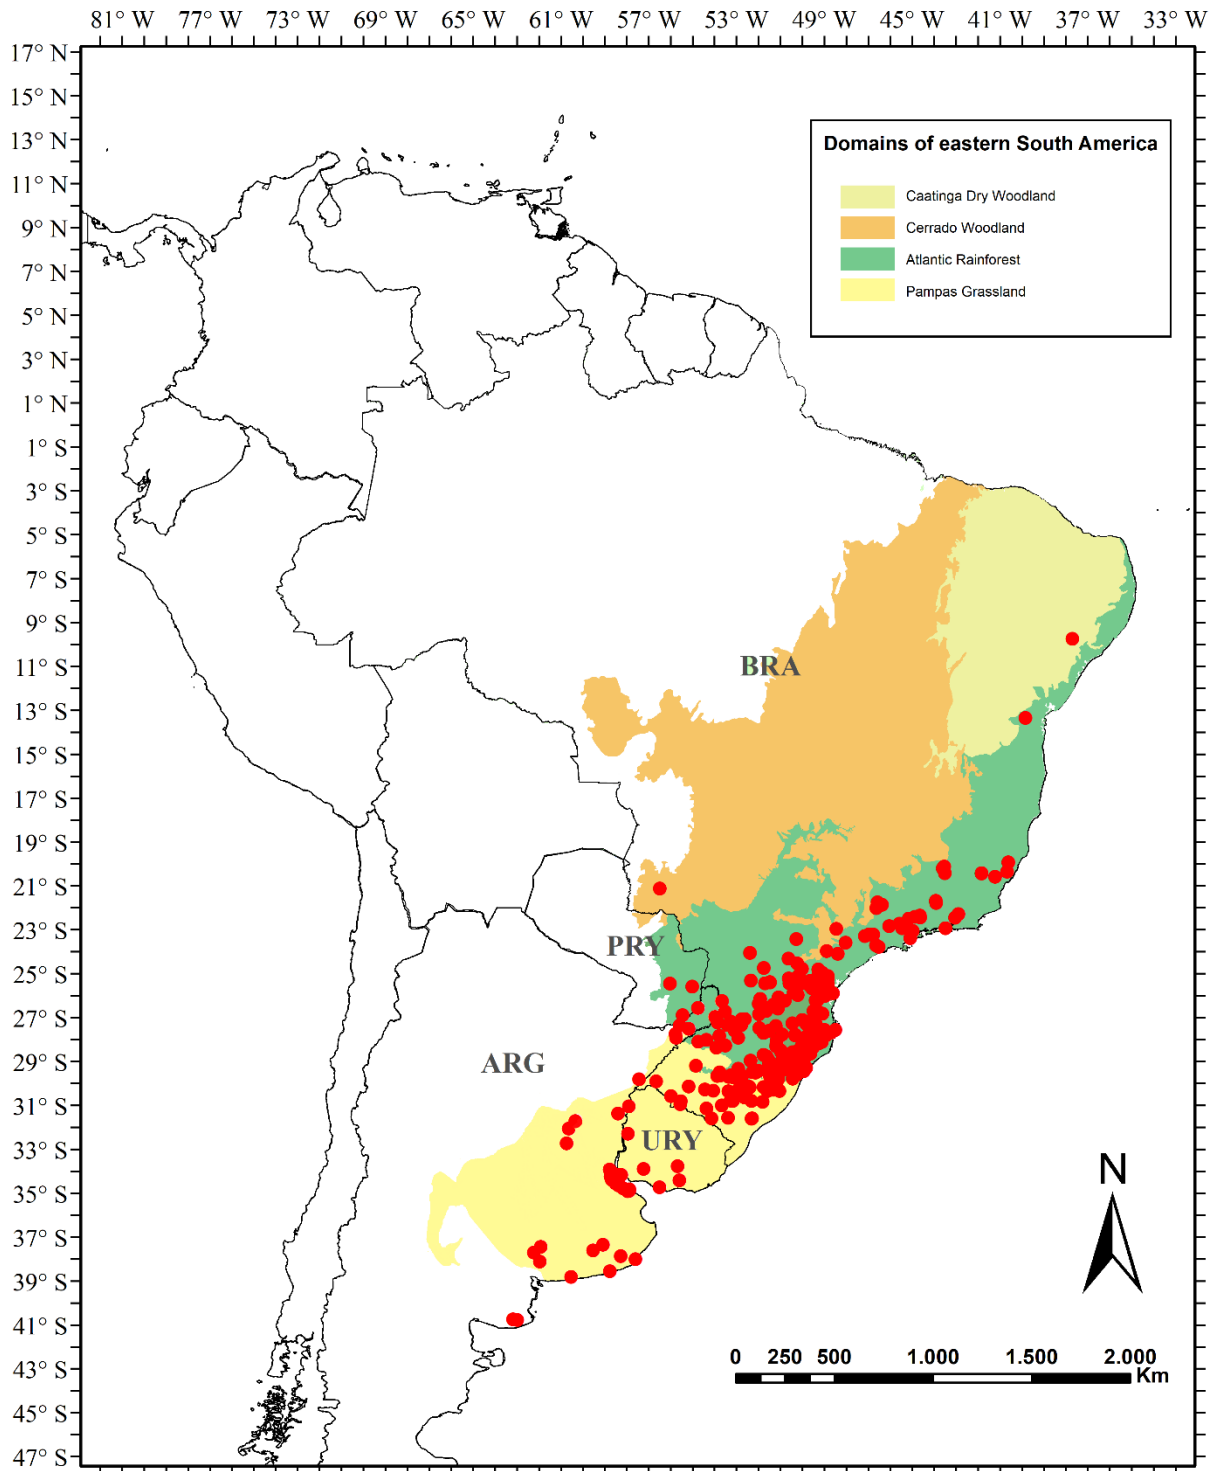 81° W 77° W 73° W 69° W 65° W 61° W 57° W 53° W 49° W 45° W 41° W 37° W 33° W
17° N
15° N
13° N
11° N
9° N
7° N
5° N
3° N
1° N
1° S
3° S
5° S
7° S
9° S
11° S
13° S
15° S
17° S
19° S
21° S
23° S
25° S
27° S
29° S
31° S
33° S
35° S
37° S
39° S
41° S
43° S
45° S
47° S
Domains of eastern South America
Caatinga Dry Woodland
Cerrado Woodland
Atlantic Rainforest
Pampas Grassland
BRA
PRY
ARG
URY
N
0 250 500 1.000 1.500 2.000
Km